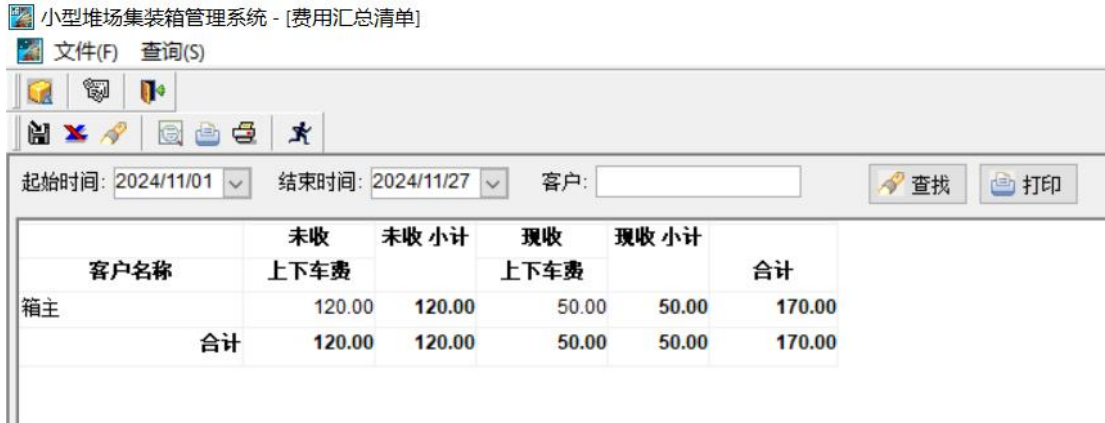 小型堆场集装箱管理系统 - [费用汇总清单]
文件(F) 查询(S)
起始时间: 2024/11/01 结束时间: 2024/11/27 客户: 查找 打印
未收 未收 小计 现收 现收 小计
客户名称 上下车费 上下车费 合计
箱主 120.00 120.00 50.00 50.00 170.00
合计 120.00 120.00 50.00 50.00 170.00